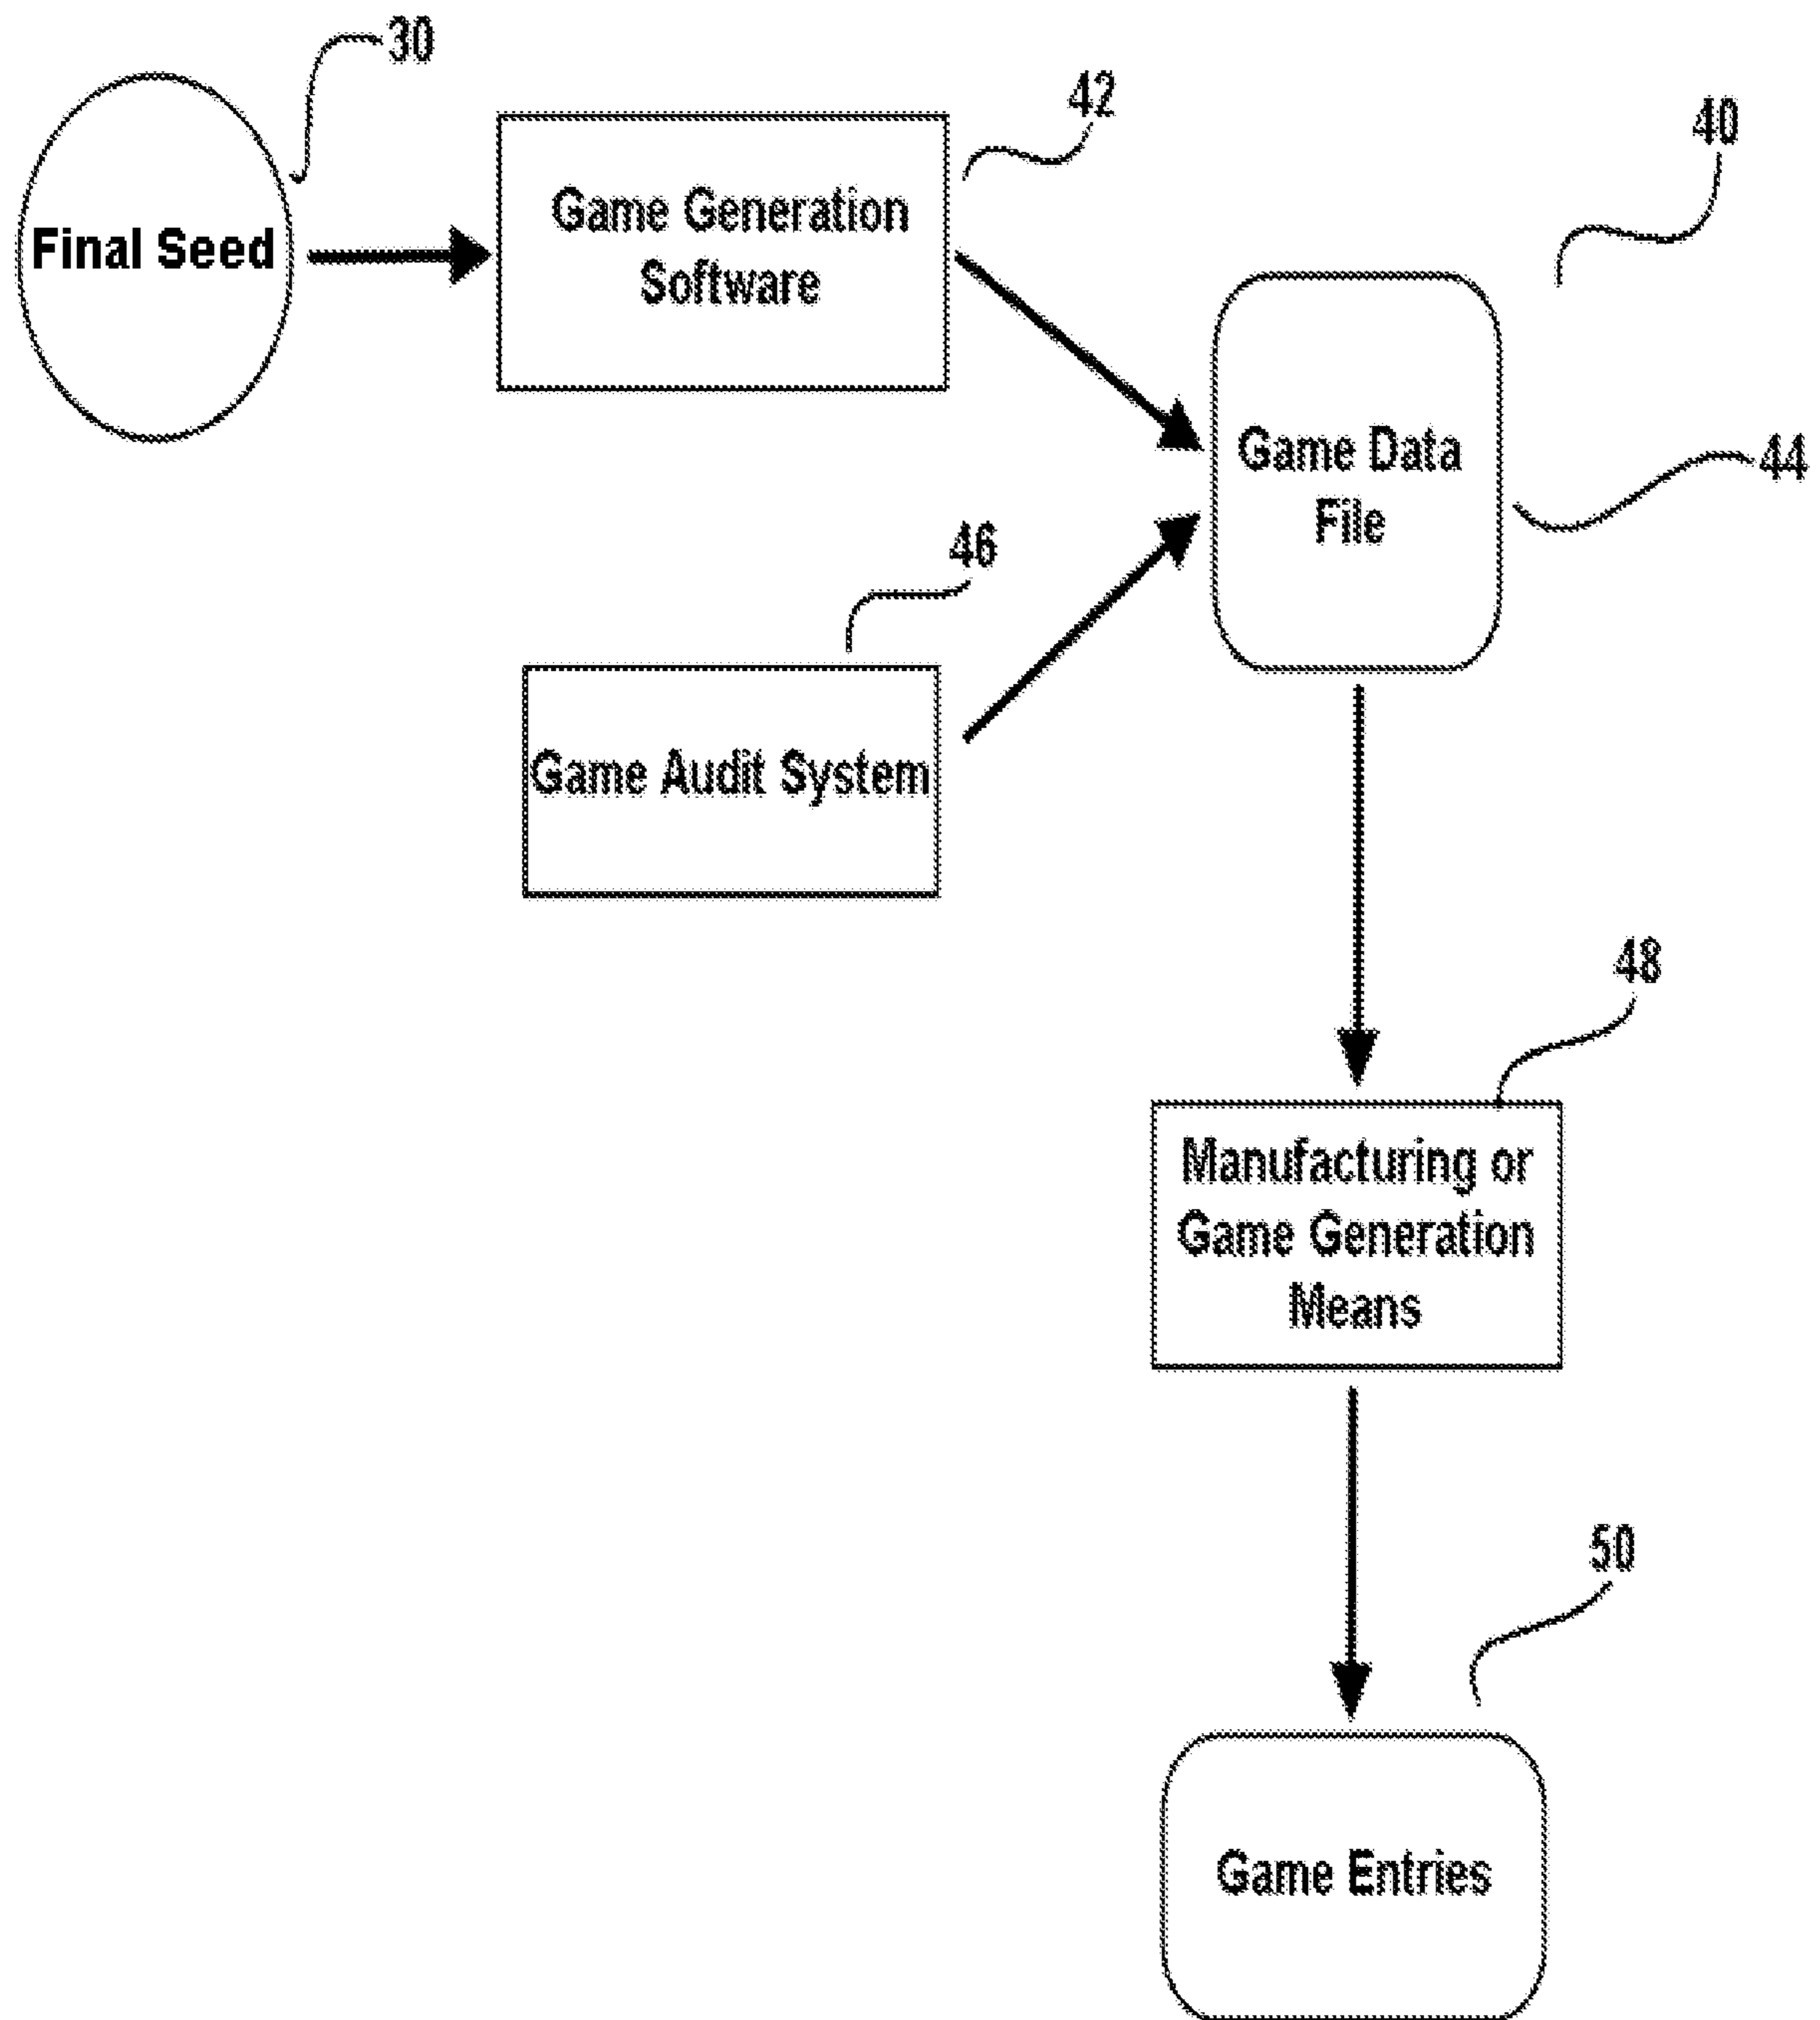 30
42
40
Final Seed
Game Generation
Software
Game Data
File
44
46
Game Audit System
48
Manufacturing or
Game Generation
Means
50
Game Entries